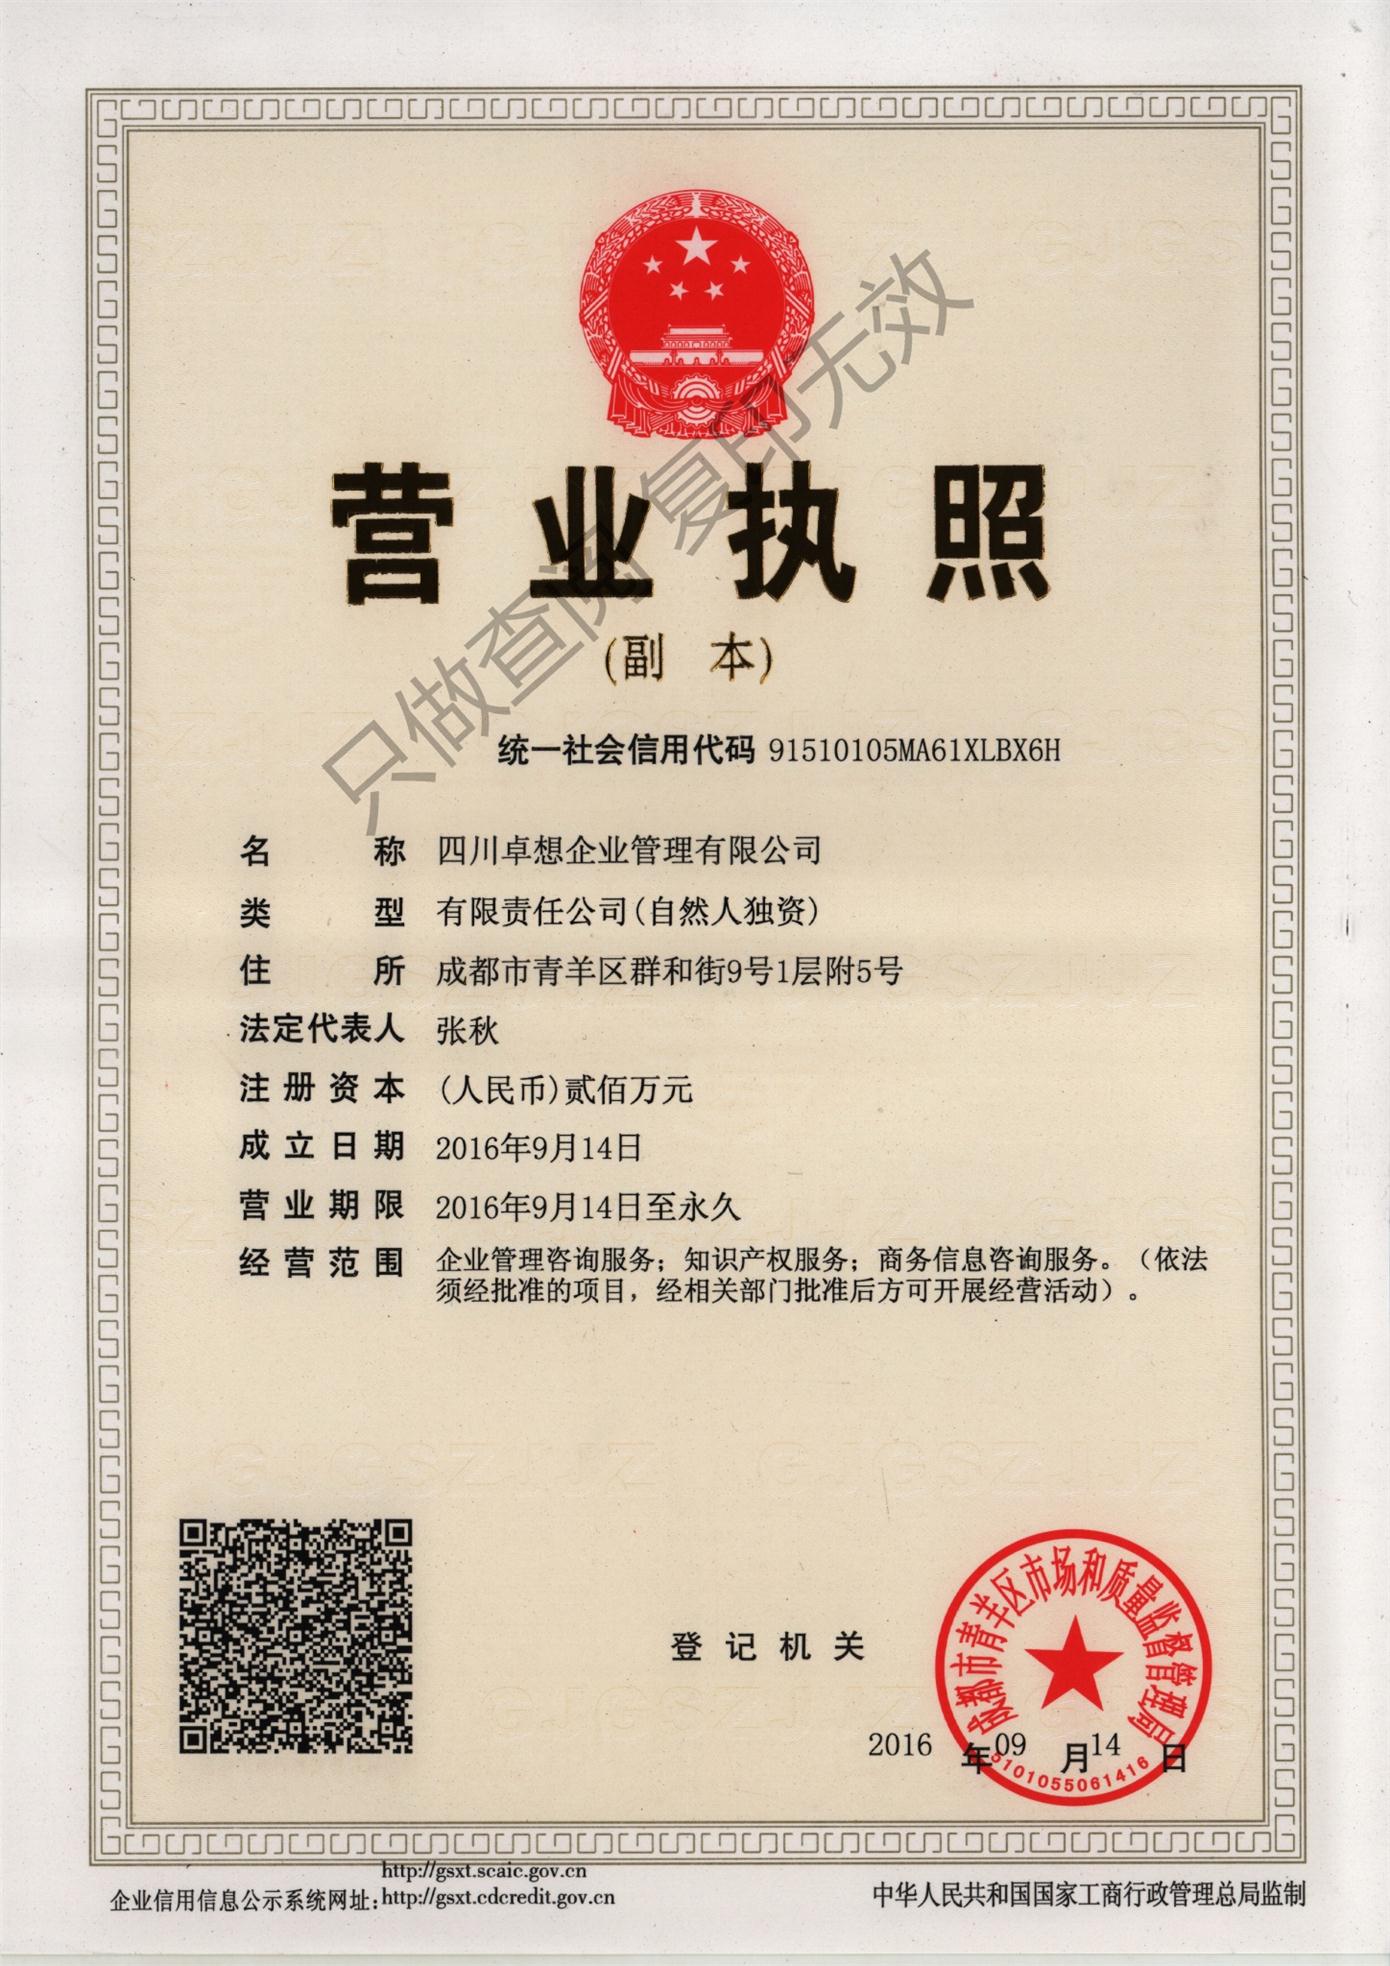 营业执照
(副 本)
只做查阅 复印无效
统一社会信用代码 91510105MA61XLBX6H
名 称 四川卓想企业管理有限公司
类 型 有限责任公司(自然人独资)
住 所 成都市青羊区群和街9号1层附5号
法定代表人 张秋
注册资本 (人民币)贰佰万元
成立日期 2016年9月14日
营业期限 2016年9月14日至永久
经营范围 企业管理咨询服务；知识产权服务；商务信息咨询服务。（依法
须经批准的项目，经相关部门批准后方可开展经营活动）。
登记机关
成都市青羊区市场和质量监督管理局
5101055061416
2016 年09 月14 日
http://gsxt.scaic.gov.cn
企业信用信息公示系统网址:http://gsxt.cdcredit.gov.cn
中华人民共和国国家工商行政管理总局监制